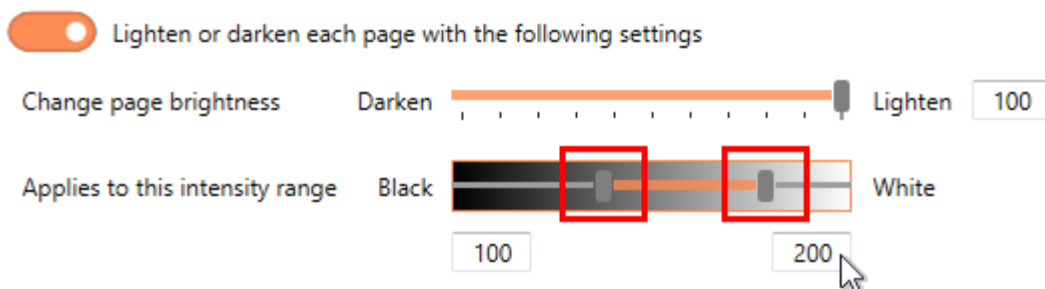 Lighten or darken each page with the following settings
Change page brightness Darken Lighten 100
Applies to this intensity range Black White
100 200